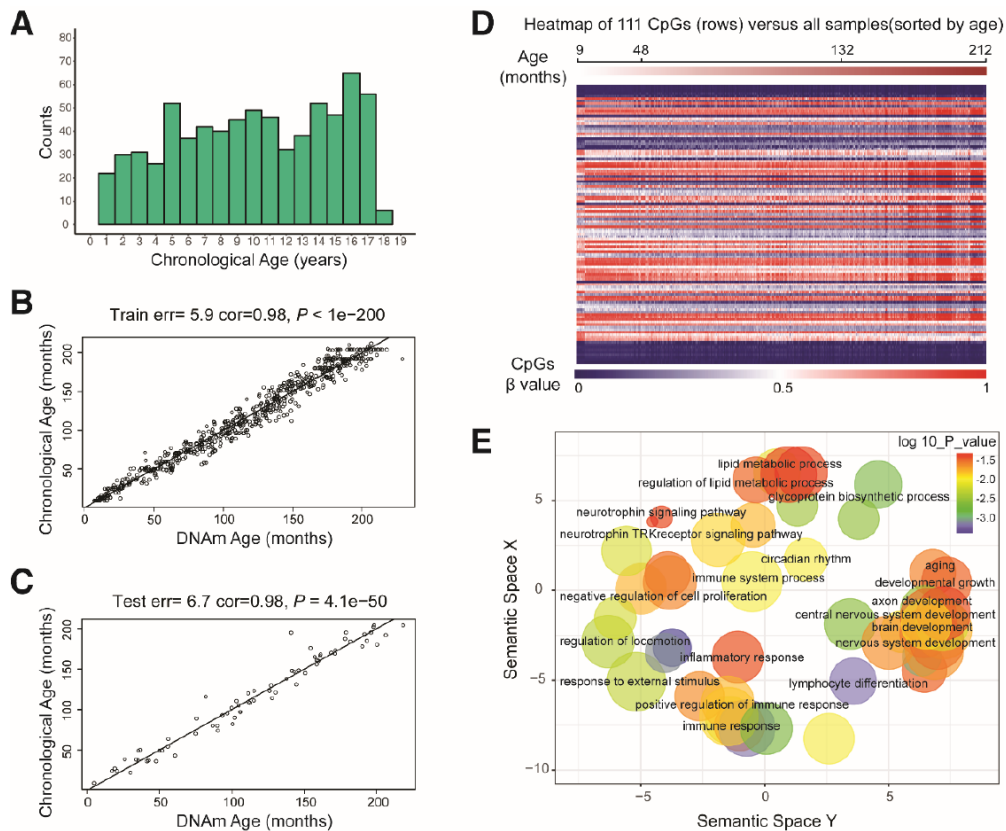 A
Counts
80
70
60
50
40
30
20
10
0
0 1 2 3 4 5 6 7 8 9 10 11 12 13 14 15 16 17 18 19
Chronological Age (years)
B
Train err= 5.9 cor=0.98, P < 1e−200
Chronological Age (months)
200
150
100
50
0 50 100 150 200
DNAm Age (months)
C
Test err= 6.7 cor=0.98, P = 4.1e−50
Chronological Age (months)
200
150
100
50
0 50 100 150 200
DNAm Age (months)
D
Heatmap of 111 CpGs (rows) versus all samples(sorted by age)
9 48 132 212
Age
(months)
CpGs
β value
0 0.5 1
E
log 10_P_value
−1.5
−2.0
−2.5
−3.0
lipid metabolic process
regulation of lipid metabolic process
glycoprotein biosynthetic process
neurotrophin signaling pathway
neurotrophin TRKreceptor signaling pathway
circadian rhythm
aging
immune system process
developmental growth
negative regulation of cell proliferation
axon development
central nervous system development
brain development
regulation of locomotion
nervous system development
inflammatory response
response to external stimulus
lymphocyte differentiation
positive regulation of immune response
immune response
Semantic Space X
5
0
−5
−10
−5 0 5
Semantic Space Y